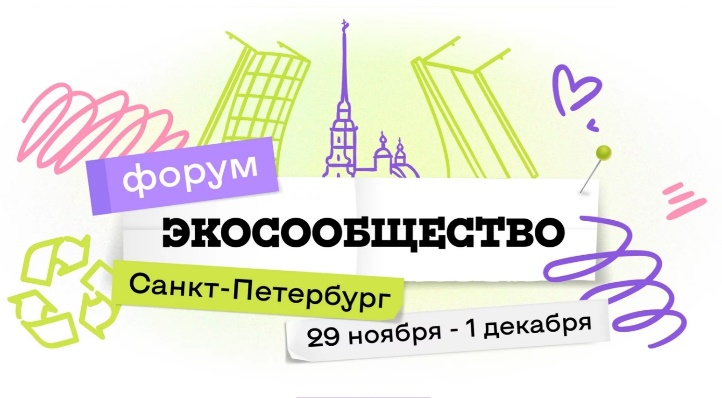 форум
ЭКОСООБЩЕСТВО
Санкт-Петербург
29 ноября - 1 декабря